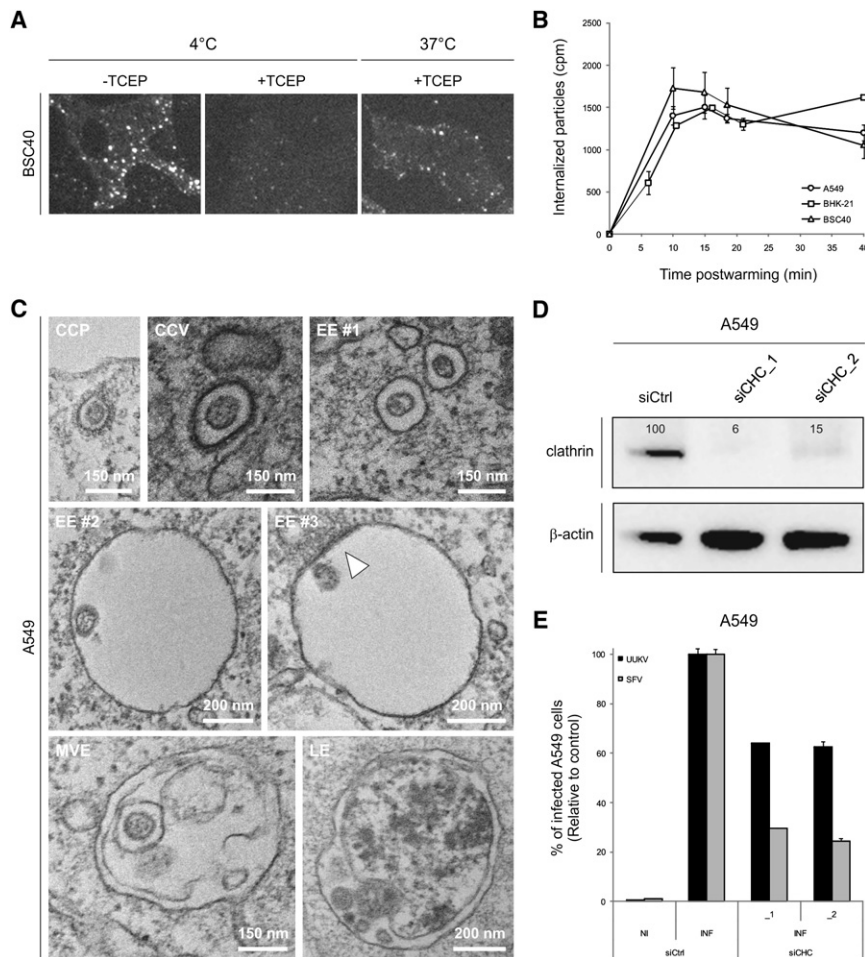 A
4°C 37°C
-TCEP +TCEP +TCEP
BSC40
B
Internalized particles (cpm)
2500
2000
1500
1000
500
0
0 5 10 15 20 25 30 35 40
A549
BHK-21
BSC40
Time postwarming (min)
C
A549
CCP CCV EE #1
150 nm 150 nm 150 nm
EE #2 EE #3
200 nm 200 nm
MVE LE
150 nm 200 nm
D
A549
siCtrl siCHC_1 siCHC_2
clathrin 100 6 15
β-actin
E
A549
% of infected A549 cells
(Relative to control)
100
80
60
40
20
0
UUKV
SFV
_1 _2
NI INF INF
siCtrl siCHC